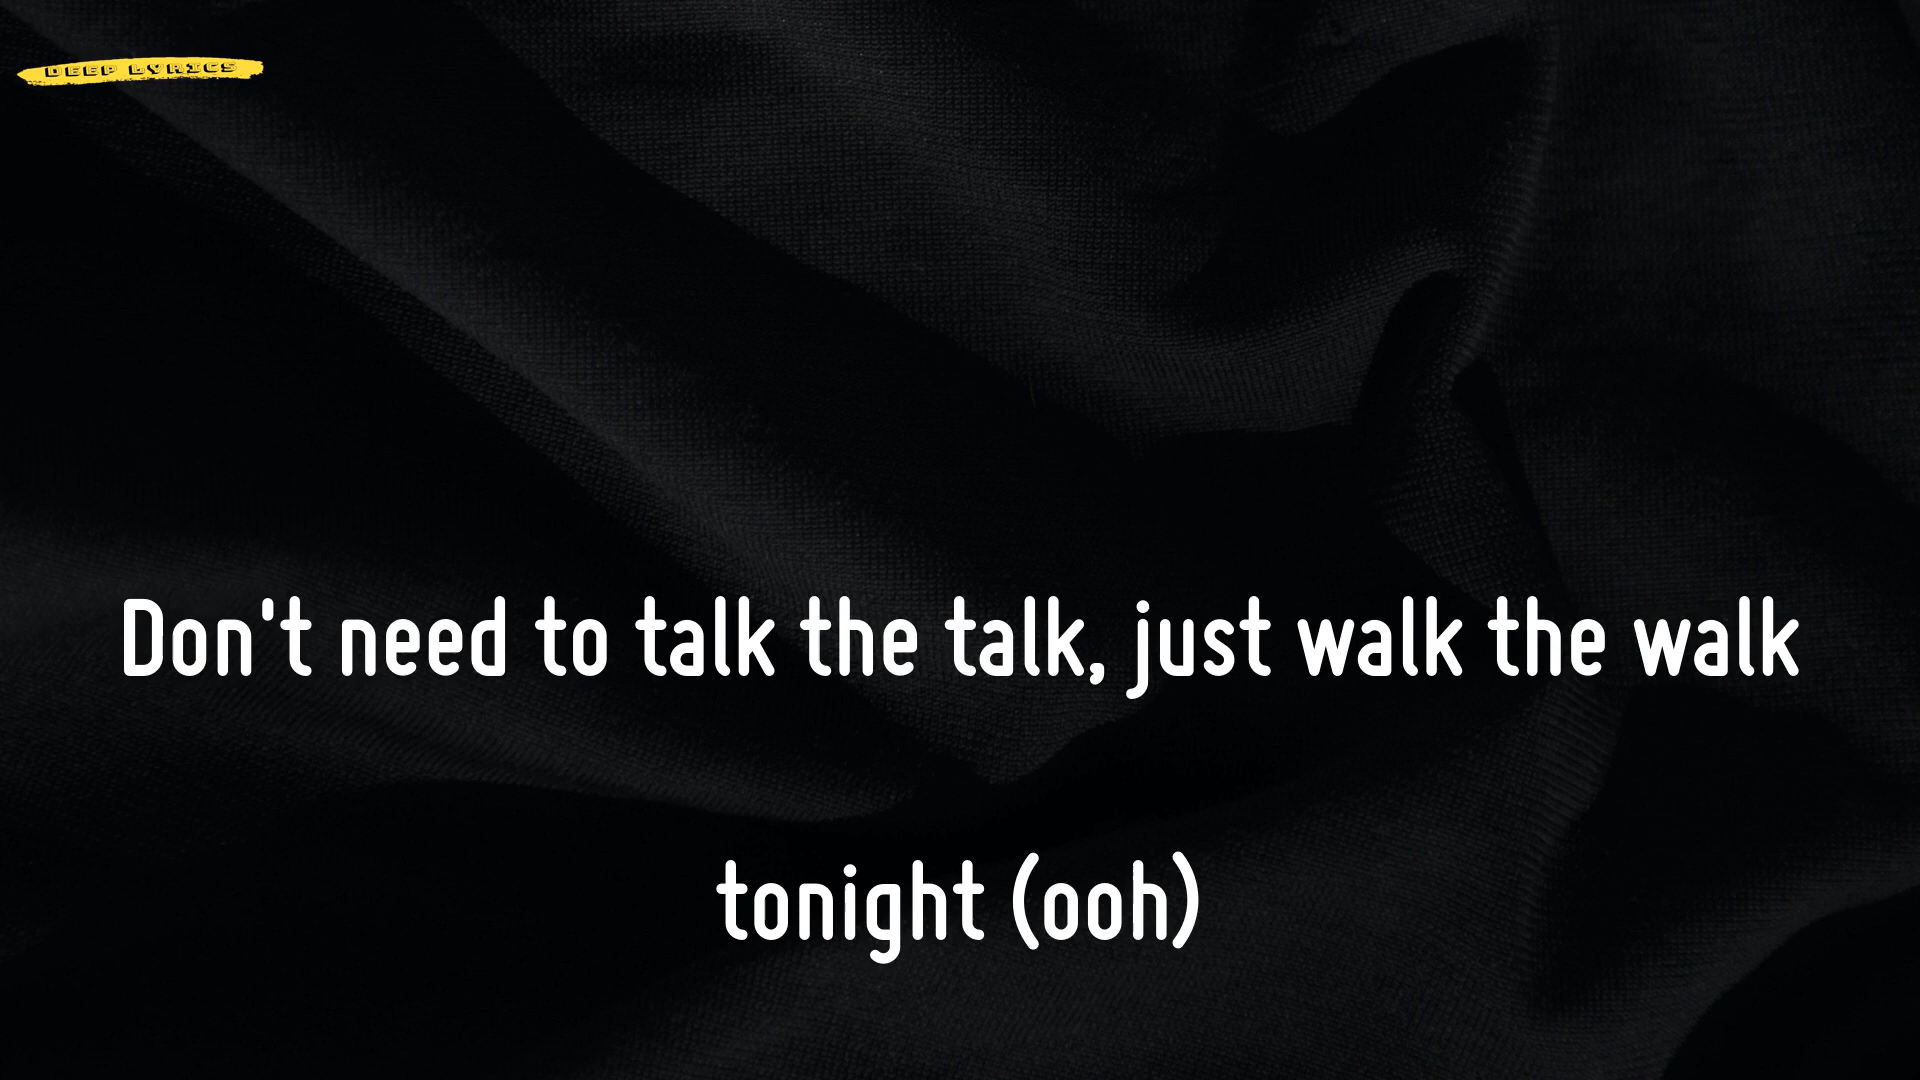 DEEP LYRICS
Don't need to talk the talk, just walk the walk
tonight (ooh)